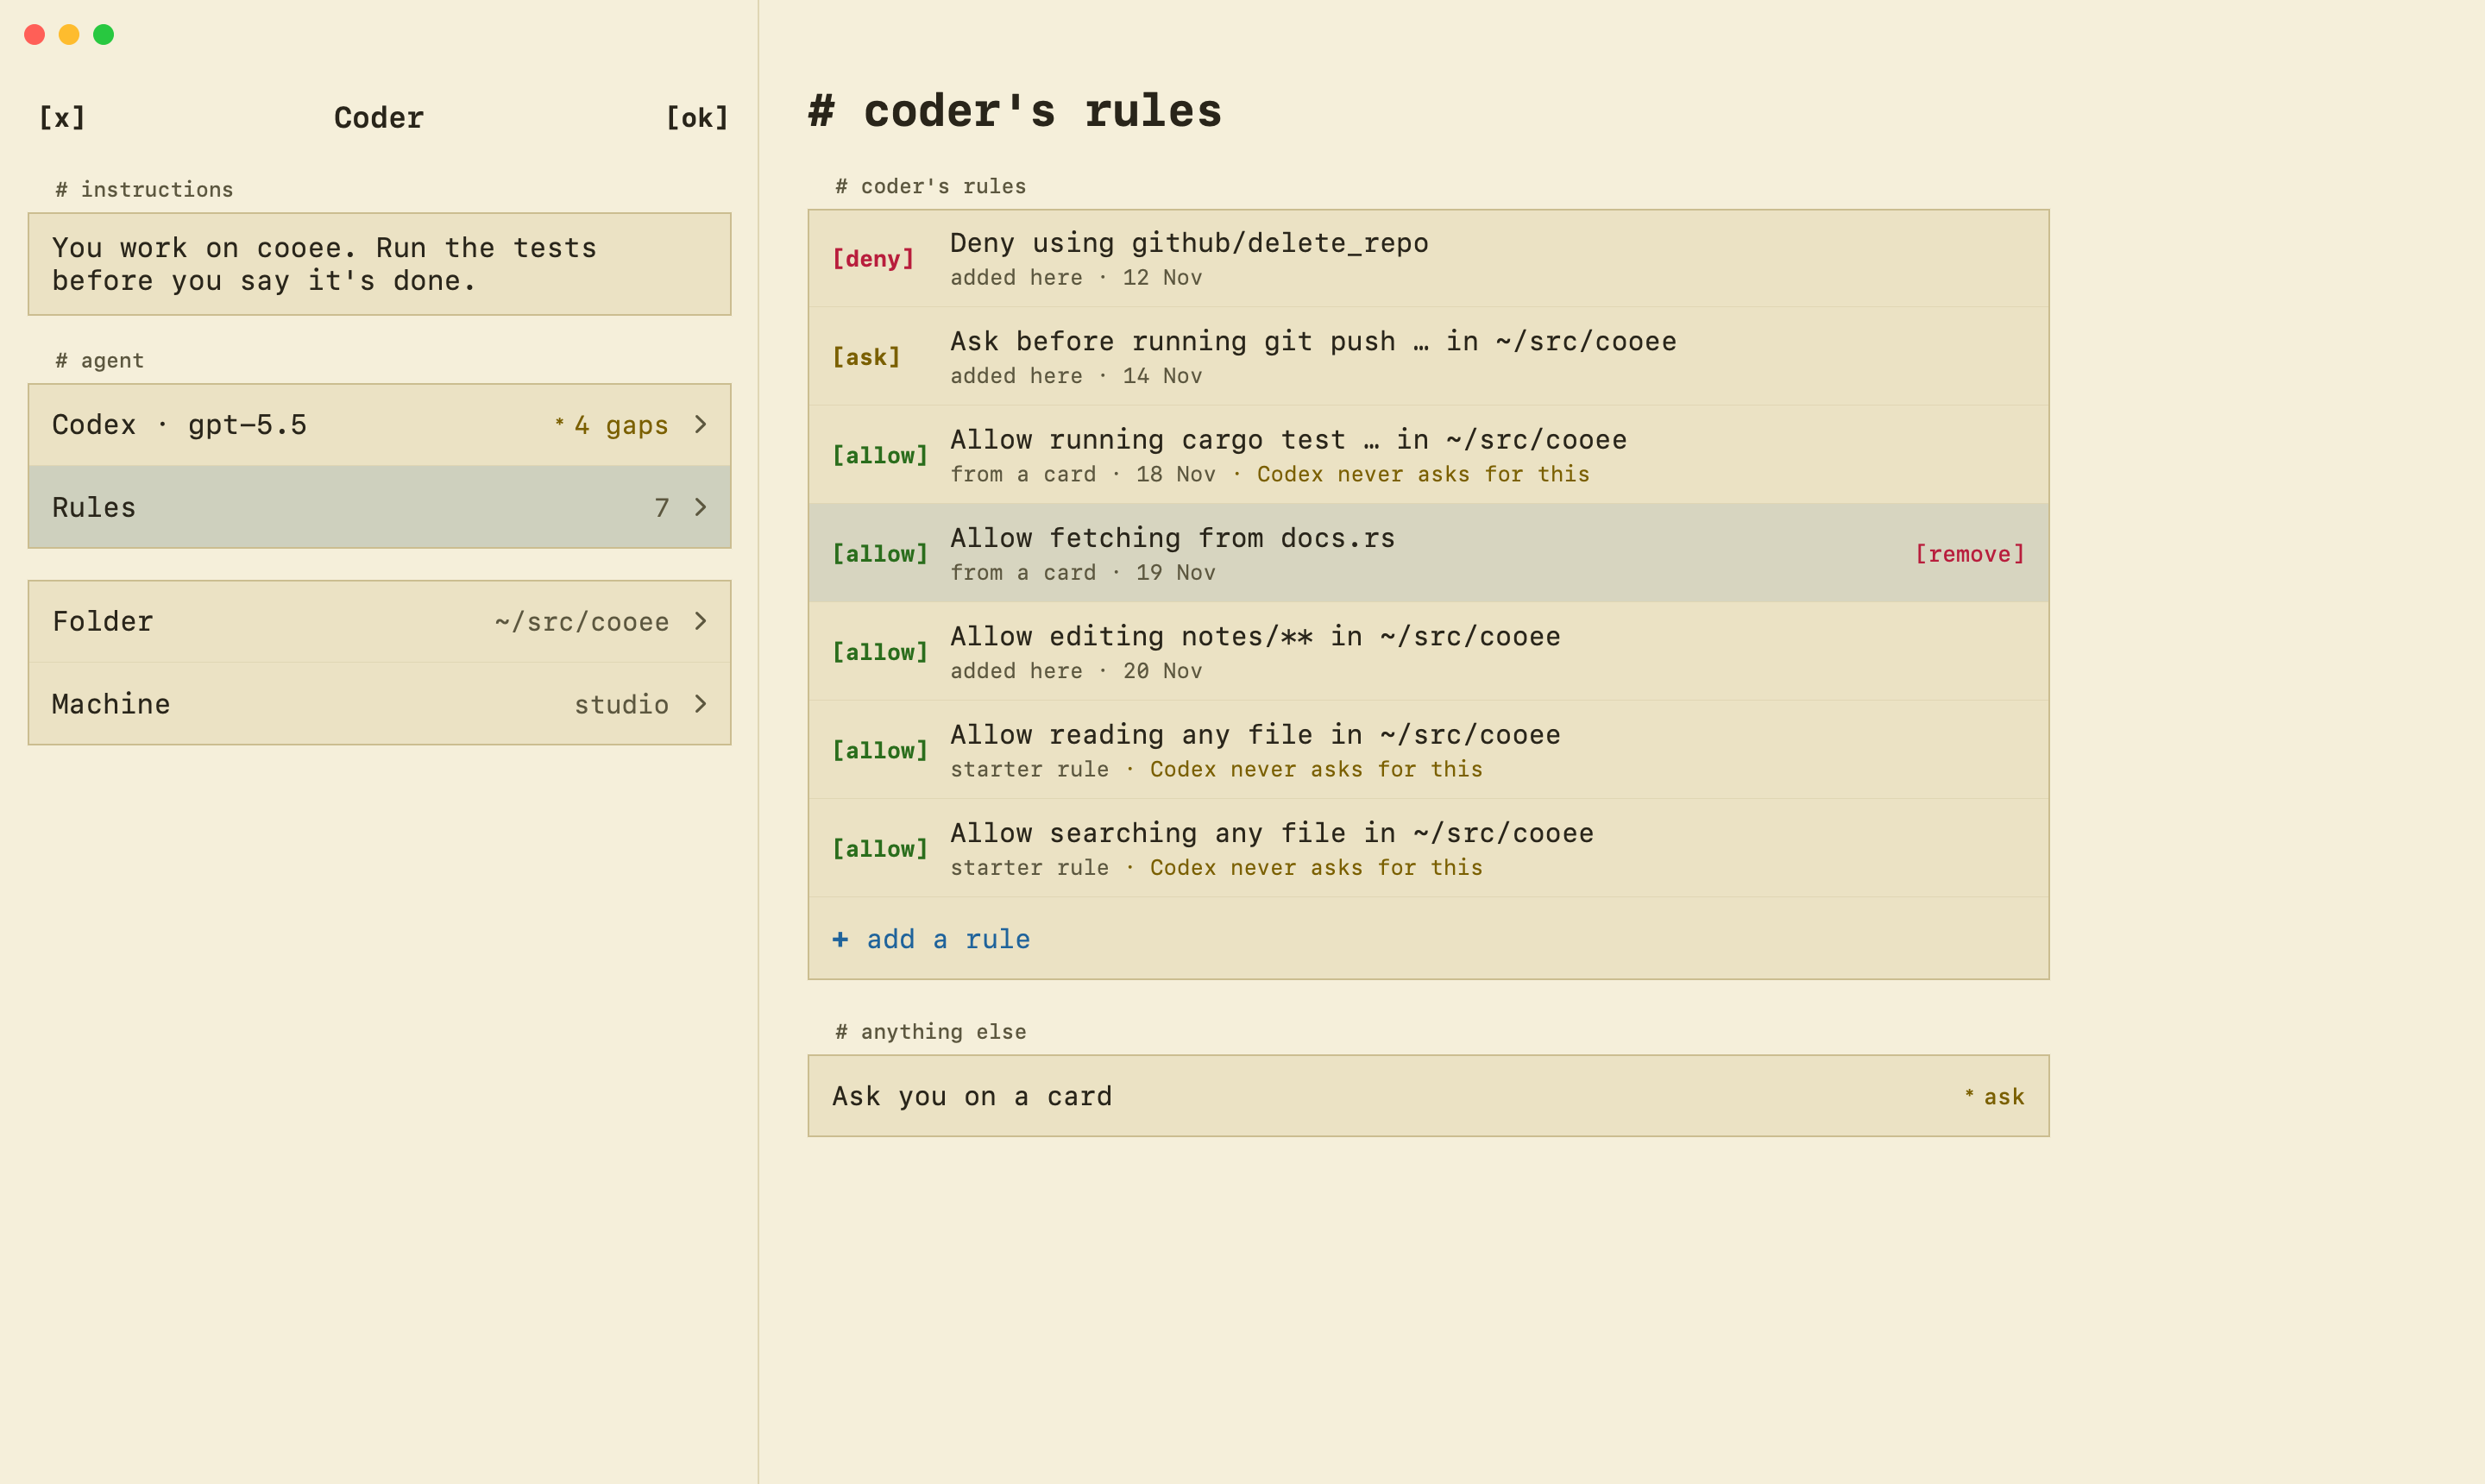 [x] Coder [ok]
# instructions
You work on cooee. Run the tests
before you say it's done.
# agent
Codex · gpt-5.5 * 4 gaps >
Rules 7 >
Folder ~/src/cooee >
Machine studio >
# coder's rules
# coder's rules
[deny] Deny using github/delete_repo
added here · 12 Nov
[ask] Ask before running git push … in ~/src/cooee
added here · 14 Nov
[allow] Allow running cargo test … in ~/src/cooee
from a card · 18 Nov · Codex never asks for this
[allow] Allow fetching from docs.rs [remove]
from a card · 19 Nov
[allow] Allow editing notes/** in ~/src/cooee
added here · 20 Nov
[allow] Allow reading any file in ~/src/cooee
starter rule · Codex never asks for this
[allow] Allow searching any file in ~/src/cooee
starter rule · Codex never asks for this
+ add a rule
# anything else
Ask you on a card * ask